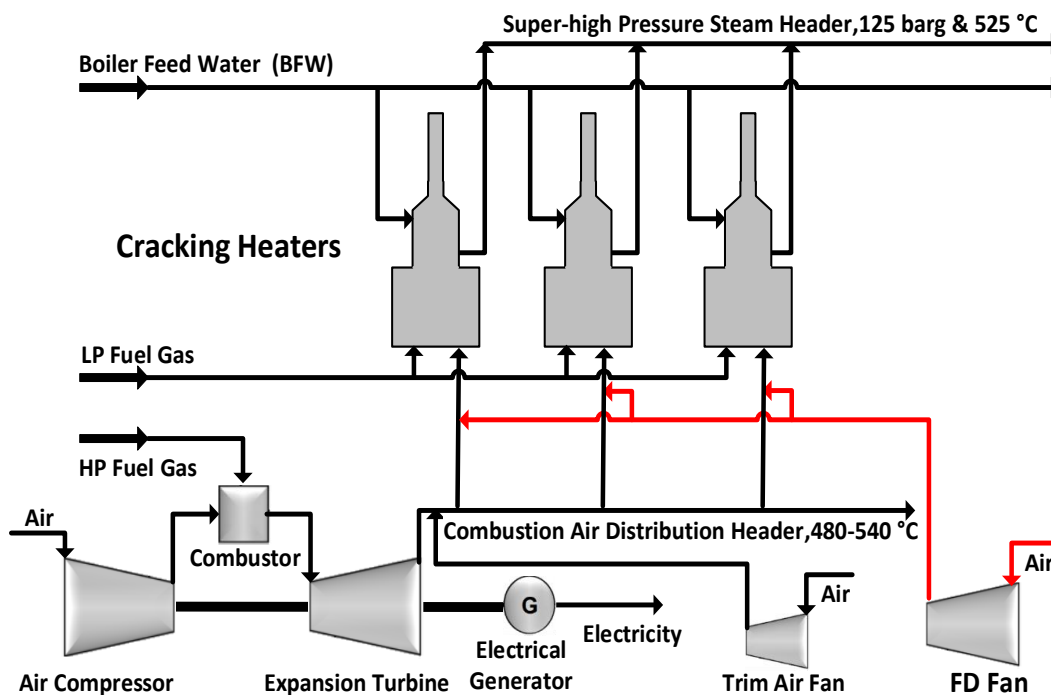 Super-high Pressure Steam Header,125 barg & 525 °C
Boiler Feed Water (BFW)
Cracking Heaters
LP Fuel Gas
HP Fuel Gas
Air
Combustor
Combustion Air Distribution Header,480-540 °C
Air
Air
G
Electricity
Air Compressor
Expansion Turbine
Electrical
Generator
Trim Air Fan
FD Fan